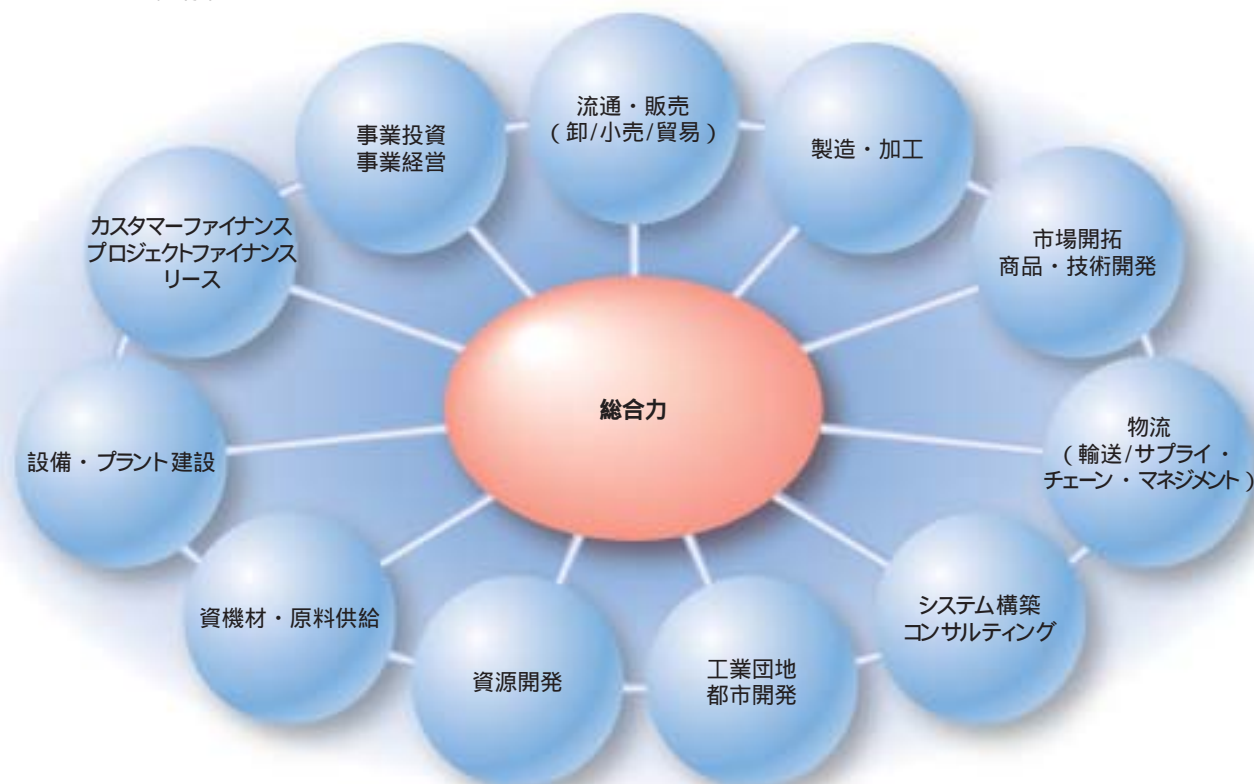 流通・販売
（卸/小売/貿易）
事業投資
事業経営
製造・加工
カスタマーファイナンス
プロジェクトファイナンス
リース
市場開拓
商品・技術開発
総合力
設備・プラント建設
物流
（輸送/サプライ・
チェーン・マネジメント）
資機材・原料供給
システム構築
コンサルティング
資源開発
工業団地
都市開発